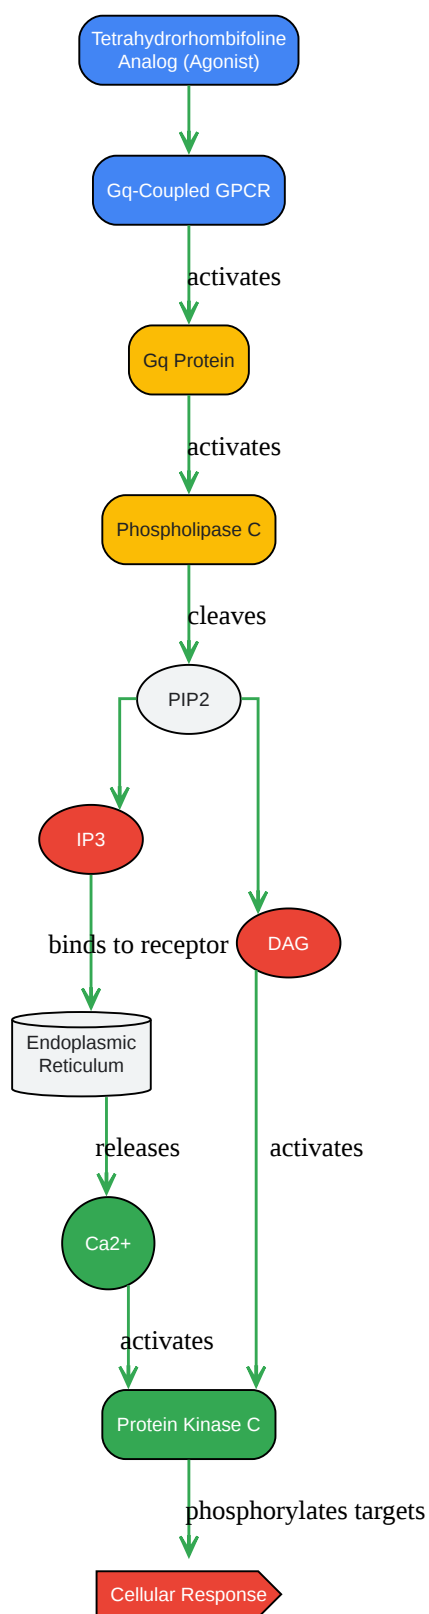 Tetrahydrorhombifoline
Analog (Agonist)
Gq-Coupled GPCR
activates
Gq Protein
activates
Phospholipase C
cleaves
PIP2
IP3
binds to receptor
DAG
Endoplasmic
Reticulum
releases
activates
Ca2+
activates
Protein Kinase C
phosphorylates targets
Cellular Response